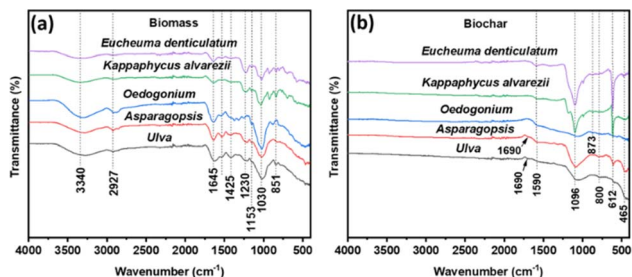 (a)
Biomass
Eucheuma denticulatum
Kappaphycus alvarezii
Oedogonium
Asparagopsis
Ulva
Transmittance (%)
3340
2927
1645
1425
1230
1153
1030
851
4000 3500 3000 2500 2000 1500 1000 500
Wavenumber (cm⁻¹)
(b)
Biochar
Eucheuma denticulatum
Kappaphycus alvarezii
Oedogonium
Asparagopsis
Ulva
Transmittance (%)
1690
873
1690
1590
1096
800
612
465
4000 3500 3000 2500 2000 1500 1000 500
Wavenumber (cm⁻¹)